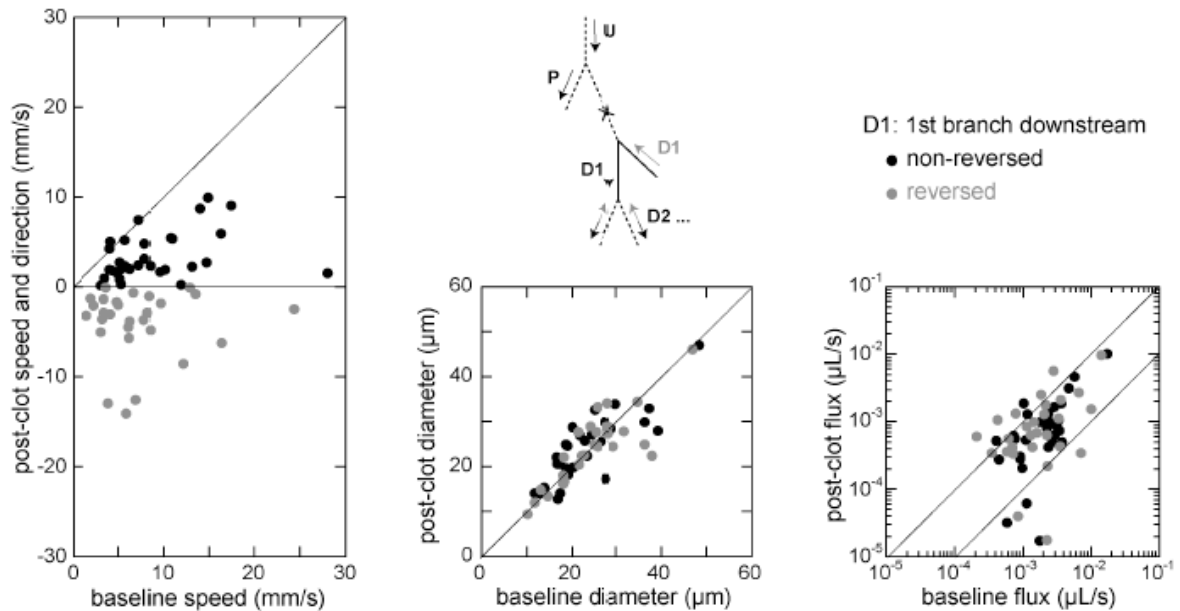 30
20
10
0
-10
-20
-30
0 10 20 30
post-clot speed and direction (mm/s)
baseline speed (mm/s)
U
P
D1
D1
D2 ...
D1: 1st branch downstream
non-reversed
reversed
60
40
20
0
0 20 40 60
post-clot diameter (µm)
baseline diameter (µm)
10-1
10-2
10-3
10-4
10-5
10-5 10-4 10-3 10-2 10-1
post-clot flux (µL/s)
baseline flux (µL/s)